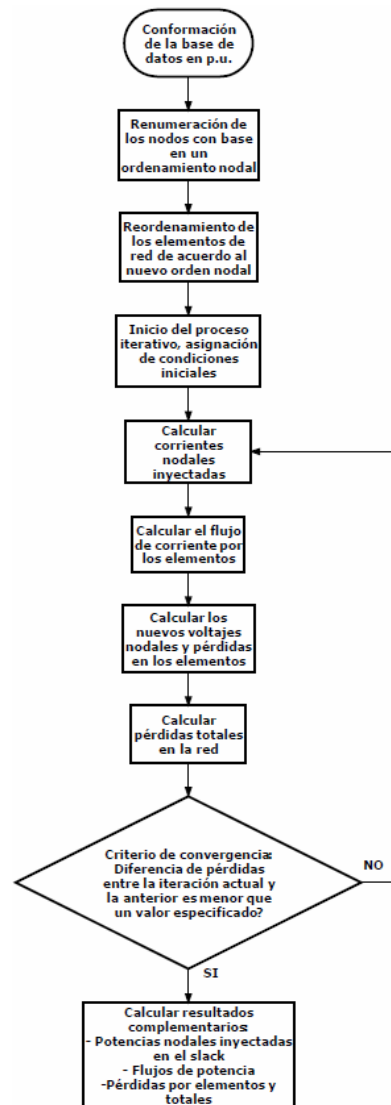 Conformación
de la base de
datos en p.u.
Renumeración de
los nodos con base
en un
ordenamiento nodal
Reordenamiento de
los elementos de
red de acuerdo al
nuevo orden nodal
Inicio del proceso
iterativo, asignación
de condiciones
iniciales
Calcular
corrientes
nodales
inyectadas
Calcular el flujo
de corriente por
los elementos
Calcular los
nuevos voltajes
nodales y pérdidas
en los elementos
Calcular
pérdidas totales
en la red
Criterio de convergencia:
Diferencia de pérdidas
entre la iteración actual y
la anterior es menor que
un valor especificado?
NO
SI
Calcular resultados
complementarios:
- Potencias nodales inyectadas
en el slack
- Flujos de potencia
-Pérdidas por elementos y
totales